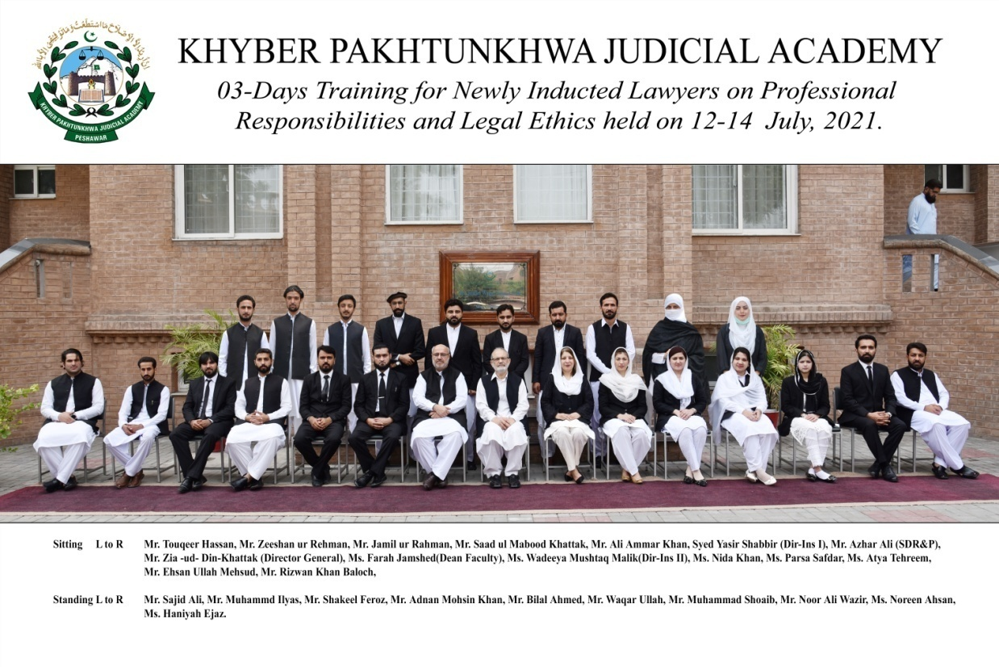 KHYBER PAKHTUNKHWA JUDICIAL ACADEMY
03-Days Training for Newly Inducted Lawyers on Professional
Responsibilities and Legal Ethics held on 12-14 July, 2021.
KHYBER PAKHTUNKHWA JUDICIAL ACADEMY
PESHAWAR
Sitting L to R Mr. Touqeer Hassan, Mr. Zeeshan ur Rehman, Mr. Jamil ur Rahman, Mr. Saad ul Mabood Khattak, Mr. Ali Ammar Khan, Syed Yasir Shabbir (Dir-Ins I), Mr. Azhar Ali (SDR&P),
Mr. Zia -ud- Din-Khattak (Director General), Ms. Farah Jamshed(Dean Faculty), Ms. Wadeeya Mushtaq Malik(Dir-Ins II), Ms. Nida Khan, Ms. Parsa Safdar, Ms. Atya Tehreem,
Mr. Ehsan Ullah Mehsud, Mr. Rizwan Khan Baloch,
Standing L to R Mr. Sajid Ali, Mr. Muhammd Ilyas, Mr. Shakeel Feroz, Mr. Adnan Mohsin Khan, Mr. Bilal Ahmed, Mr. Waqar Ullah, Mr. Muhammad Shoaib, Mr. Noor Ali Wazir, Ms. Noreen Ahsan,
Ms. Haniyah Ejaz.